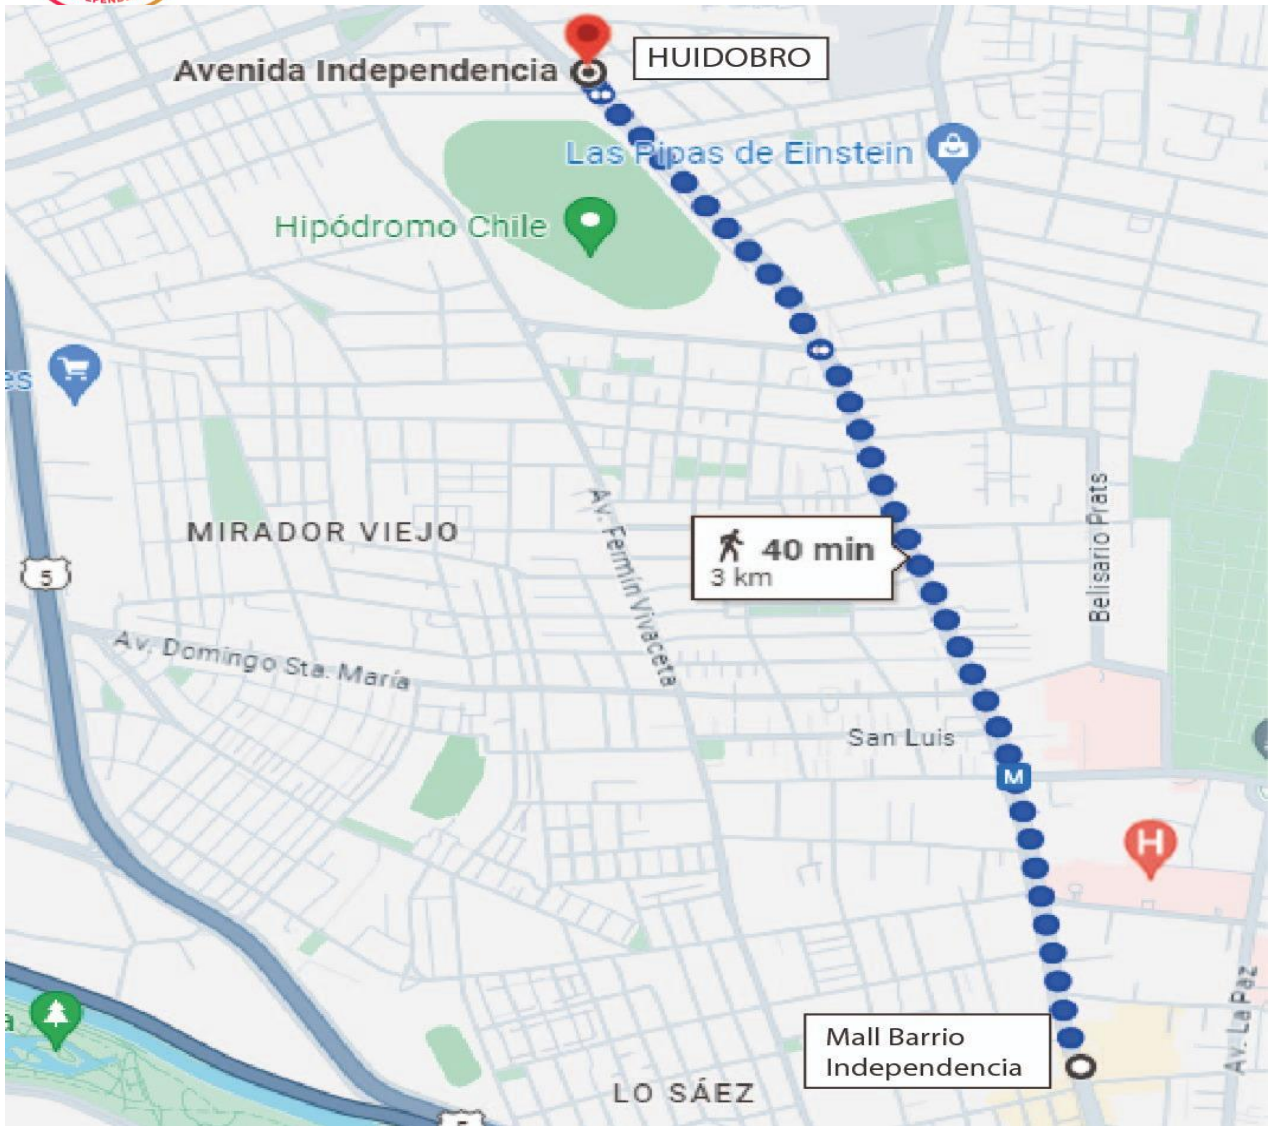 HUIDOBRO
Avenida Independencia
Las Pipas de Einstein
Hipódromo Chile
es
MIRADOR VIEJO
Av. Fermín Vivaceta
40 min
3 km
Belisario Prats
5
Av. Domingo Sta. María
San Luis
M
H
Av. La Paz
a
Mall Barrio
Independencia
LO SÁEZ